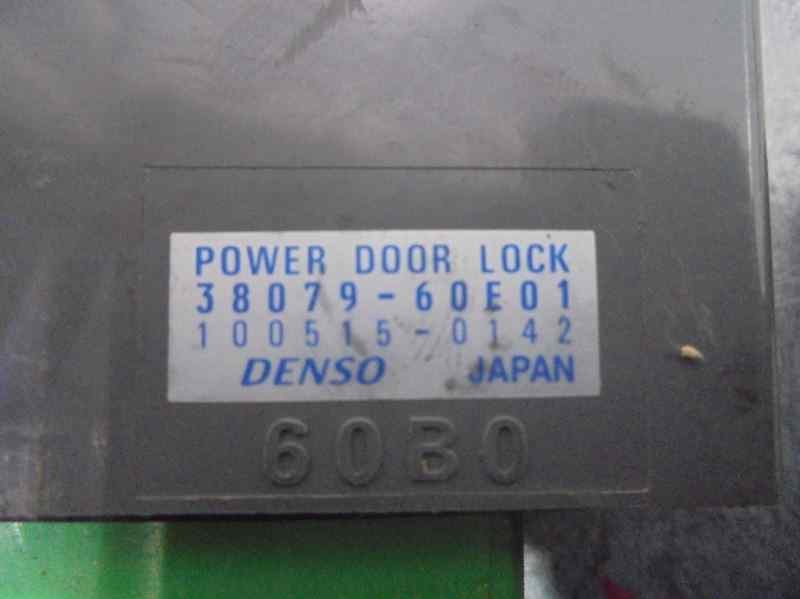 POWER DOOR LOCK
38079-60E01
100515-0142
DENSO JAPAN
60B0